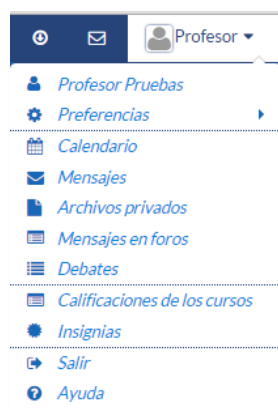 Profesor
Profesor Pruebas
Preferencias
Calendario
Mensajes
Archivos privados
Mensajes en foros
Debates
Calificaciones de los cursos
Insignias
Salir
Ayuda